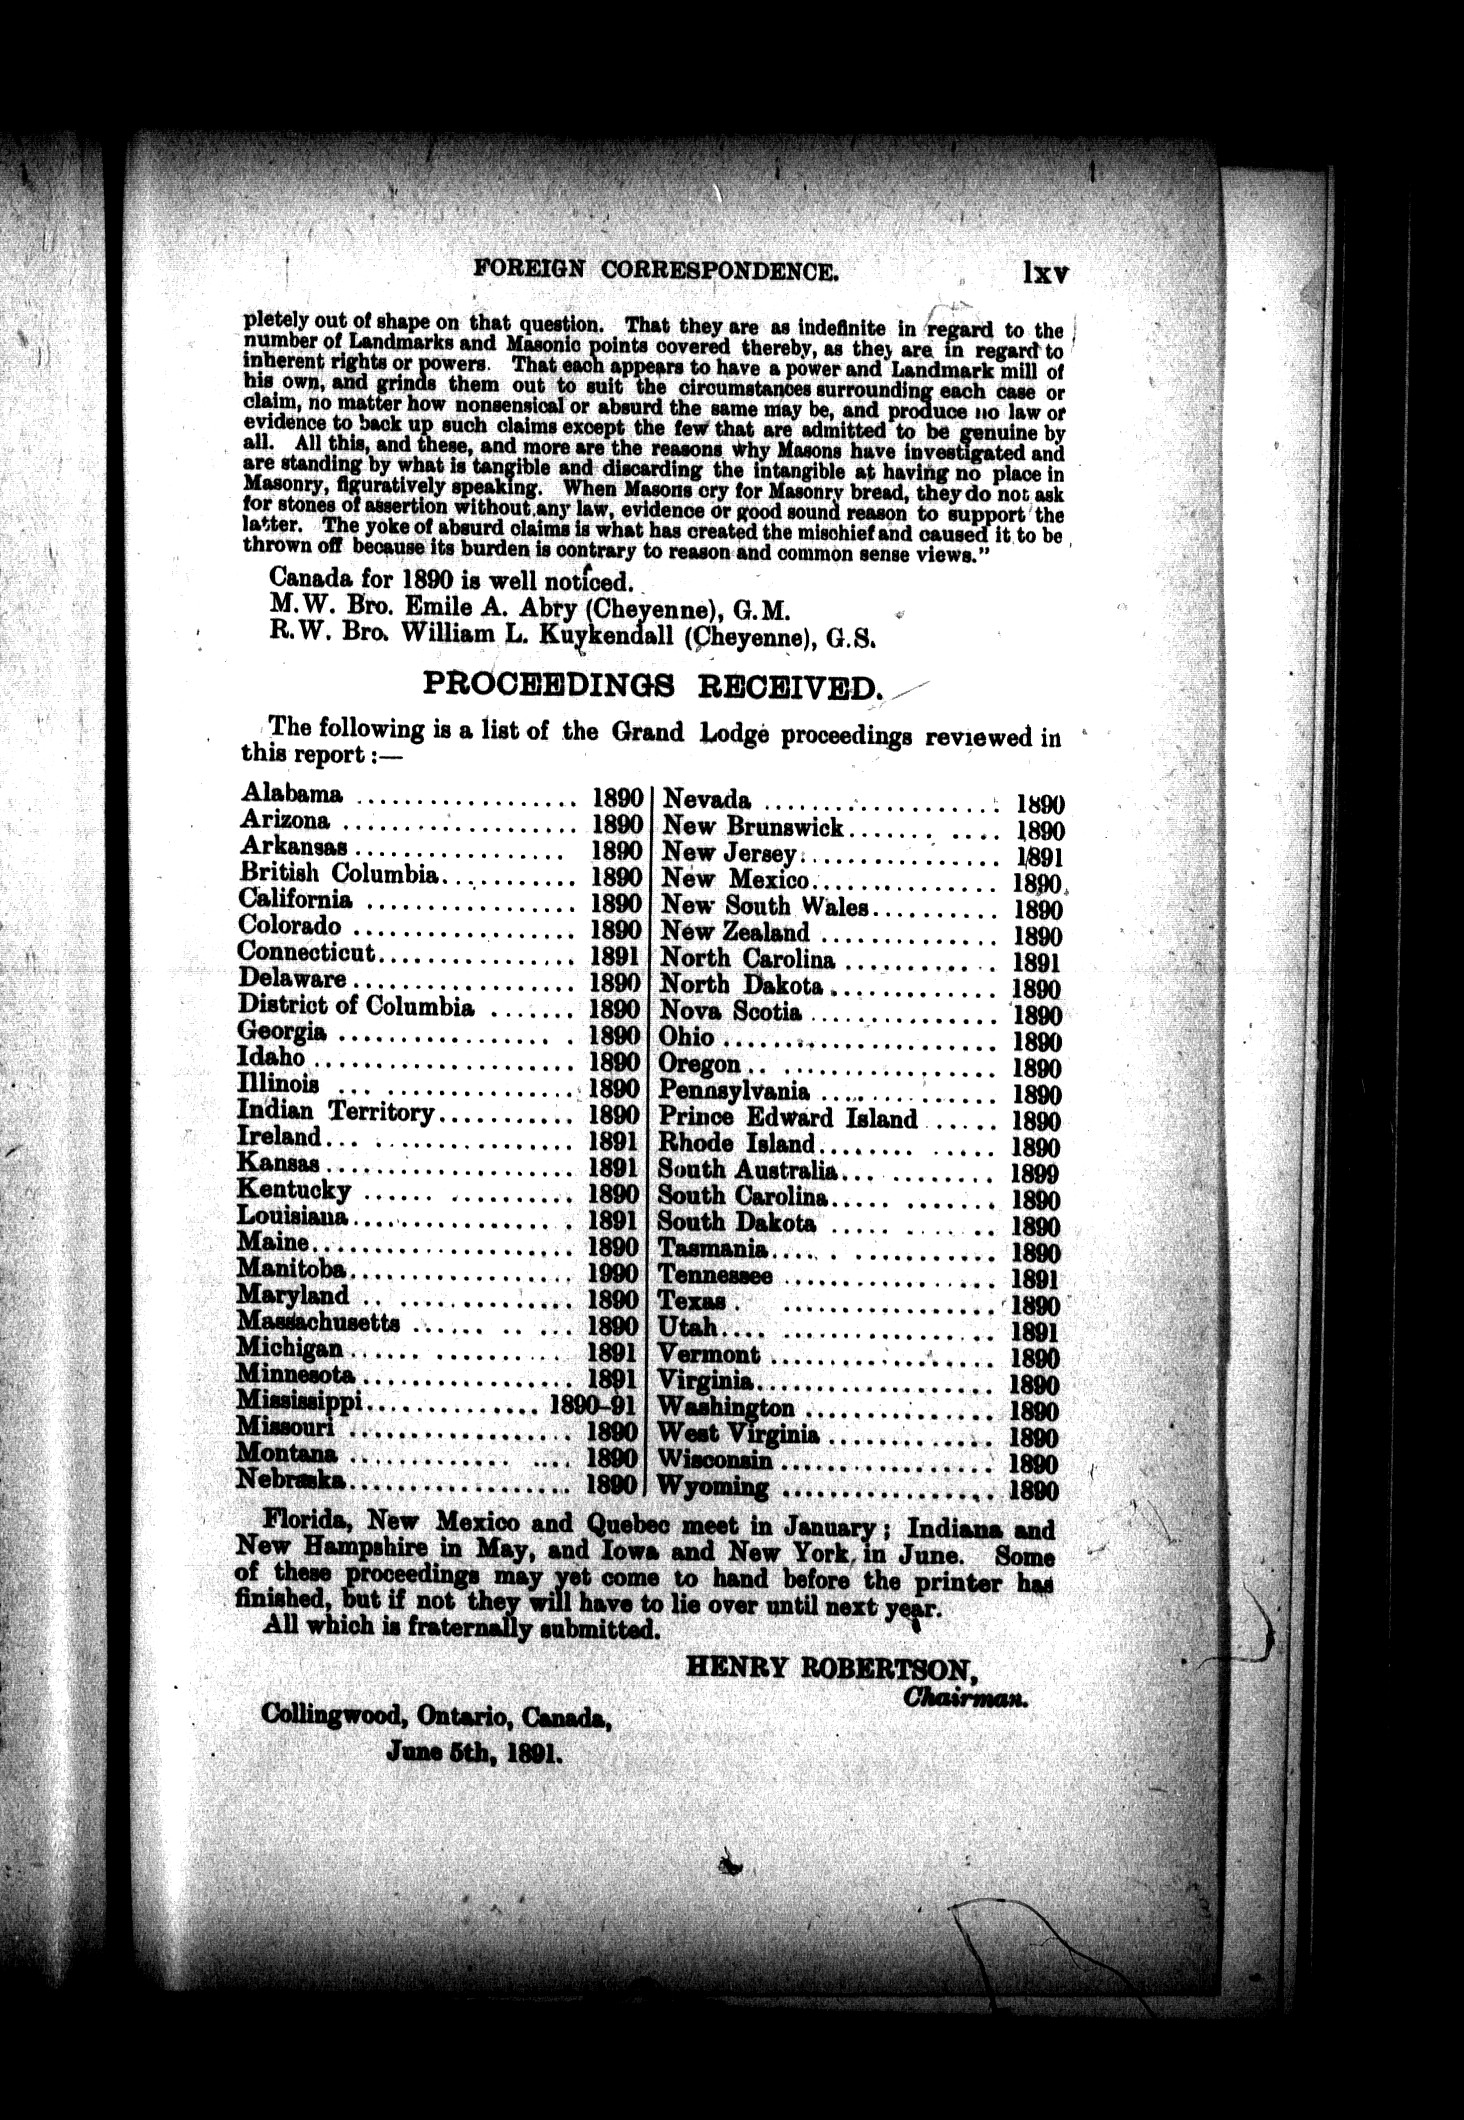 FOREIGN CORRESPONDENCE. lxv
pletely out of shape on that question. That they are as indefinite in regard to the
number of Landmarks and Masonic points covered thereby, as they are in regard to
inherent rights or powers. That each appears to have a power and Landmark mill of
his own, and grinds them out to suit the circumstances surrounding each case or
claim, no matter how nonsensical or absurd the same may be, and produce no law or
evidence to back up such claims except the few that are admitted to be genuine by
all. All this, and these, and more are the reasons why Masons have investigated and
are standing by what is tangible and discarding the intangible at having no place in
Masonry, figuratively speaking. When Masons cry for Masonry bread, they do not ask
for stones of assertion without any law, evidence or good sound reason to support the
latter. The yoke of absurd claims is what has created the mischief and caused it to be
thrown off because its burden is contrary to reason and common sense views."
Canada for 1890 is well noticed.
M.W. Bro. Emile A. Abry (Cheyenne), G.M.
R.W. Bro. William L. Kuykendall (Cheyenne), G.S.
PROCEEDINGS RECEIVED.
The following is a list of the Grand Lodge proceedings reviewed in
this report :—
Alabama .................. 1890
Arizona .................... 1890
Arkansas .................. 1890
British Columbia........... 1890
California .................. 1890
Colorado ................... 1890
Connecticut................. 1891
Delaware ................... 1890
District of Columbia ....... 1890
Georgia .................. . 1890
Idaho ...................... 1890
Illinois ... ................ 1890
Indian Territory........... 1890
Ireland... ................. 1891
Kansas ..................... 1891
Kentucky ...... .......... 1890
Louisiana................. . 1891
Maine...................... 1890
Manitoba................... 1990
Maryland .. ............... 1890
Massachusetts ...... .. ... 1890
Michigan...... .......... 1891
Minnesota .................. 1891
Mississippi.............. 1890-91
Missouri ................... 1890
Montana .............. .... 1890
Nebraska................... 1890
Nevada .................... 1890
New Brunswick....... .... 1890
New Jersey................. 1891
New Mexico................ 1890
New South Wales.......... 1890
New Zealand ............... 1890
North Carolina ............. 1891
North Dakota .............. 1890
Nova Scotia ................ 1890
Ohio ....................... 1890
Oregon .. .................. 1890
Pennsylvania ............... 1890
Prince Edward Island ...... 1890
Rhode Island........ ..... 1890
South Australia... ........ 1899
South Carolina..... ....... 1890
South Dakota ..... ..... .. 1890
Tasmania..... ............ 1890
Tennessee .................. 1891
Texas . .................. 1890
Utah.... .................. 1891
Vermont ................... 1890
Virginia.................... 1890
Washington ................ 1890
West Virginia .............. 1890
Wisconsin .................. 1890
Wyoming .................. 1890
Florida, New Mexico and Quebec meet in January ; Indiana and
New Hampshire in May, and Iowa and New York in June. Some
of these proceedings may yet come to hand before the printer has
finished, but if not they will have to lie over until next year.
All which is fraternally submitted.
HENRY ROBERTSON,
Chairman.
Collingwood, Ontario, Canada,
June 5th, 1891.